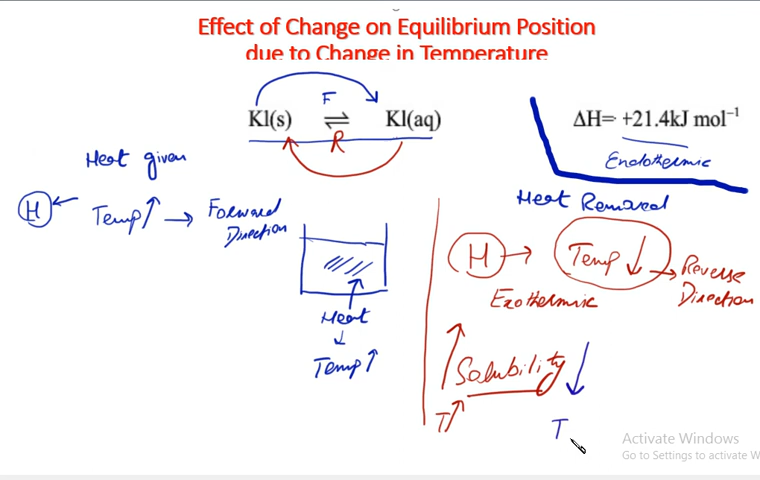 Effect of Change on Equilibrium Position
due to Change in Temperature
F
KI(s) ⇌ KI(aq)
R
ΔH= +21.4kJ mol⁻¹
Endothermic
Heat given
H ← Temp↑ → Forward
Direction
Heat
↓
Temp↑
Heat Removed
H → Temp ↓ → Reverse
Direction
Exothermic
↑ Solubility ↓
T↑ T
Activate Windows
Go to Settings to activate W